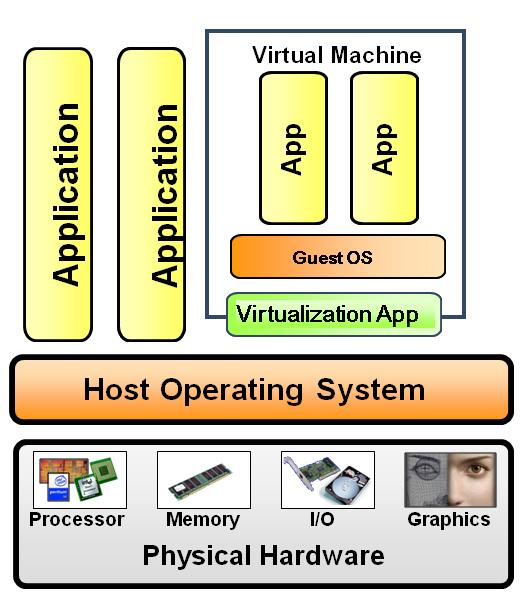 Virtual Machine
Application
Application
App
App
Guest OS
Virtualization App
Host Operating System
Processor
Memory
I/O
Graphics
Physical Hardware